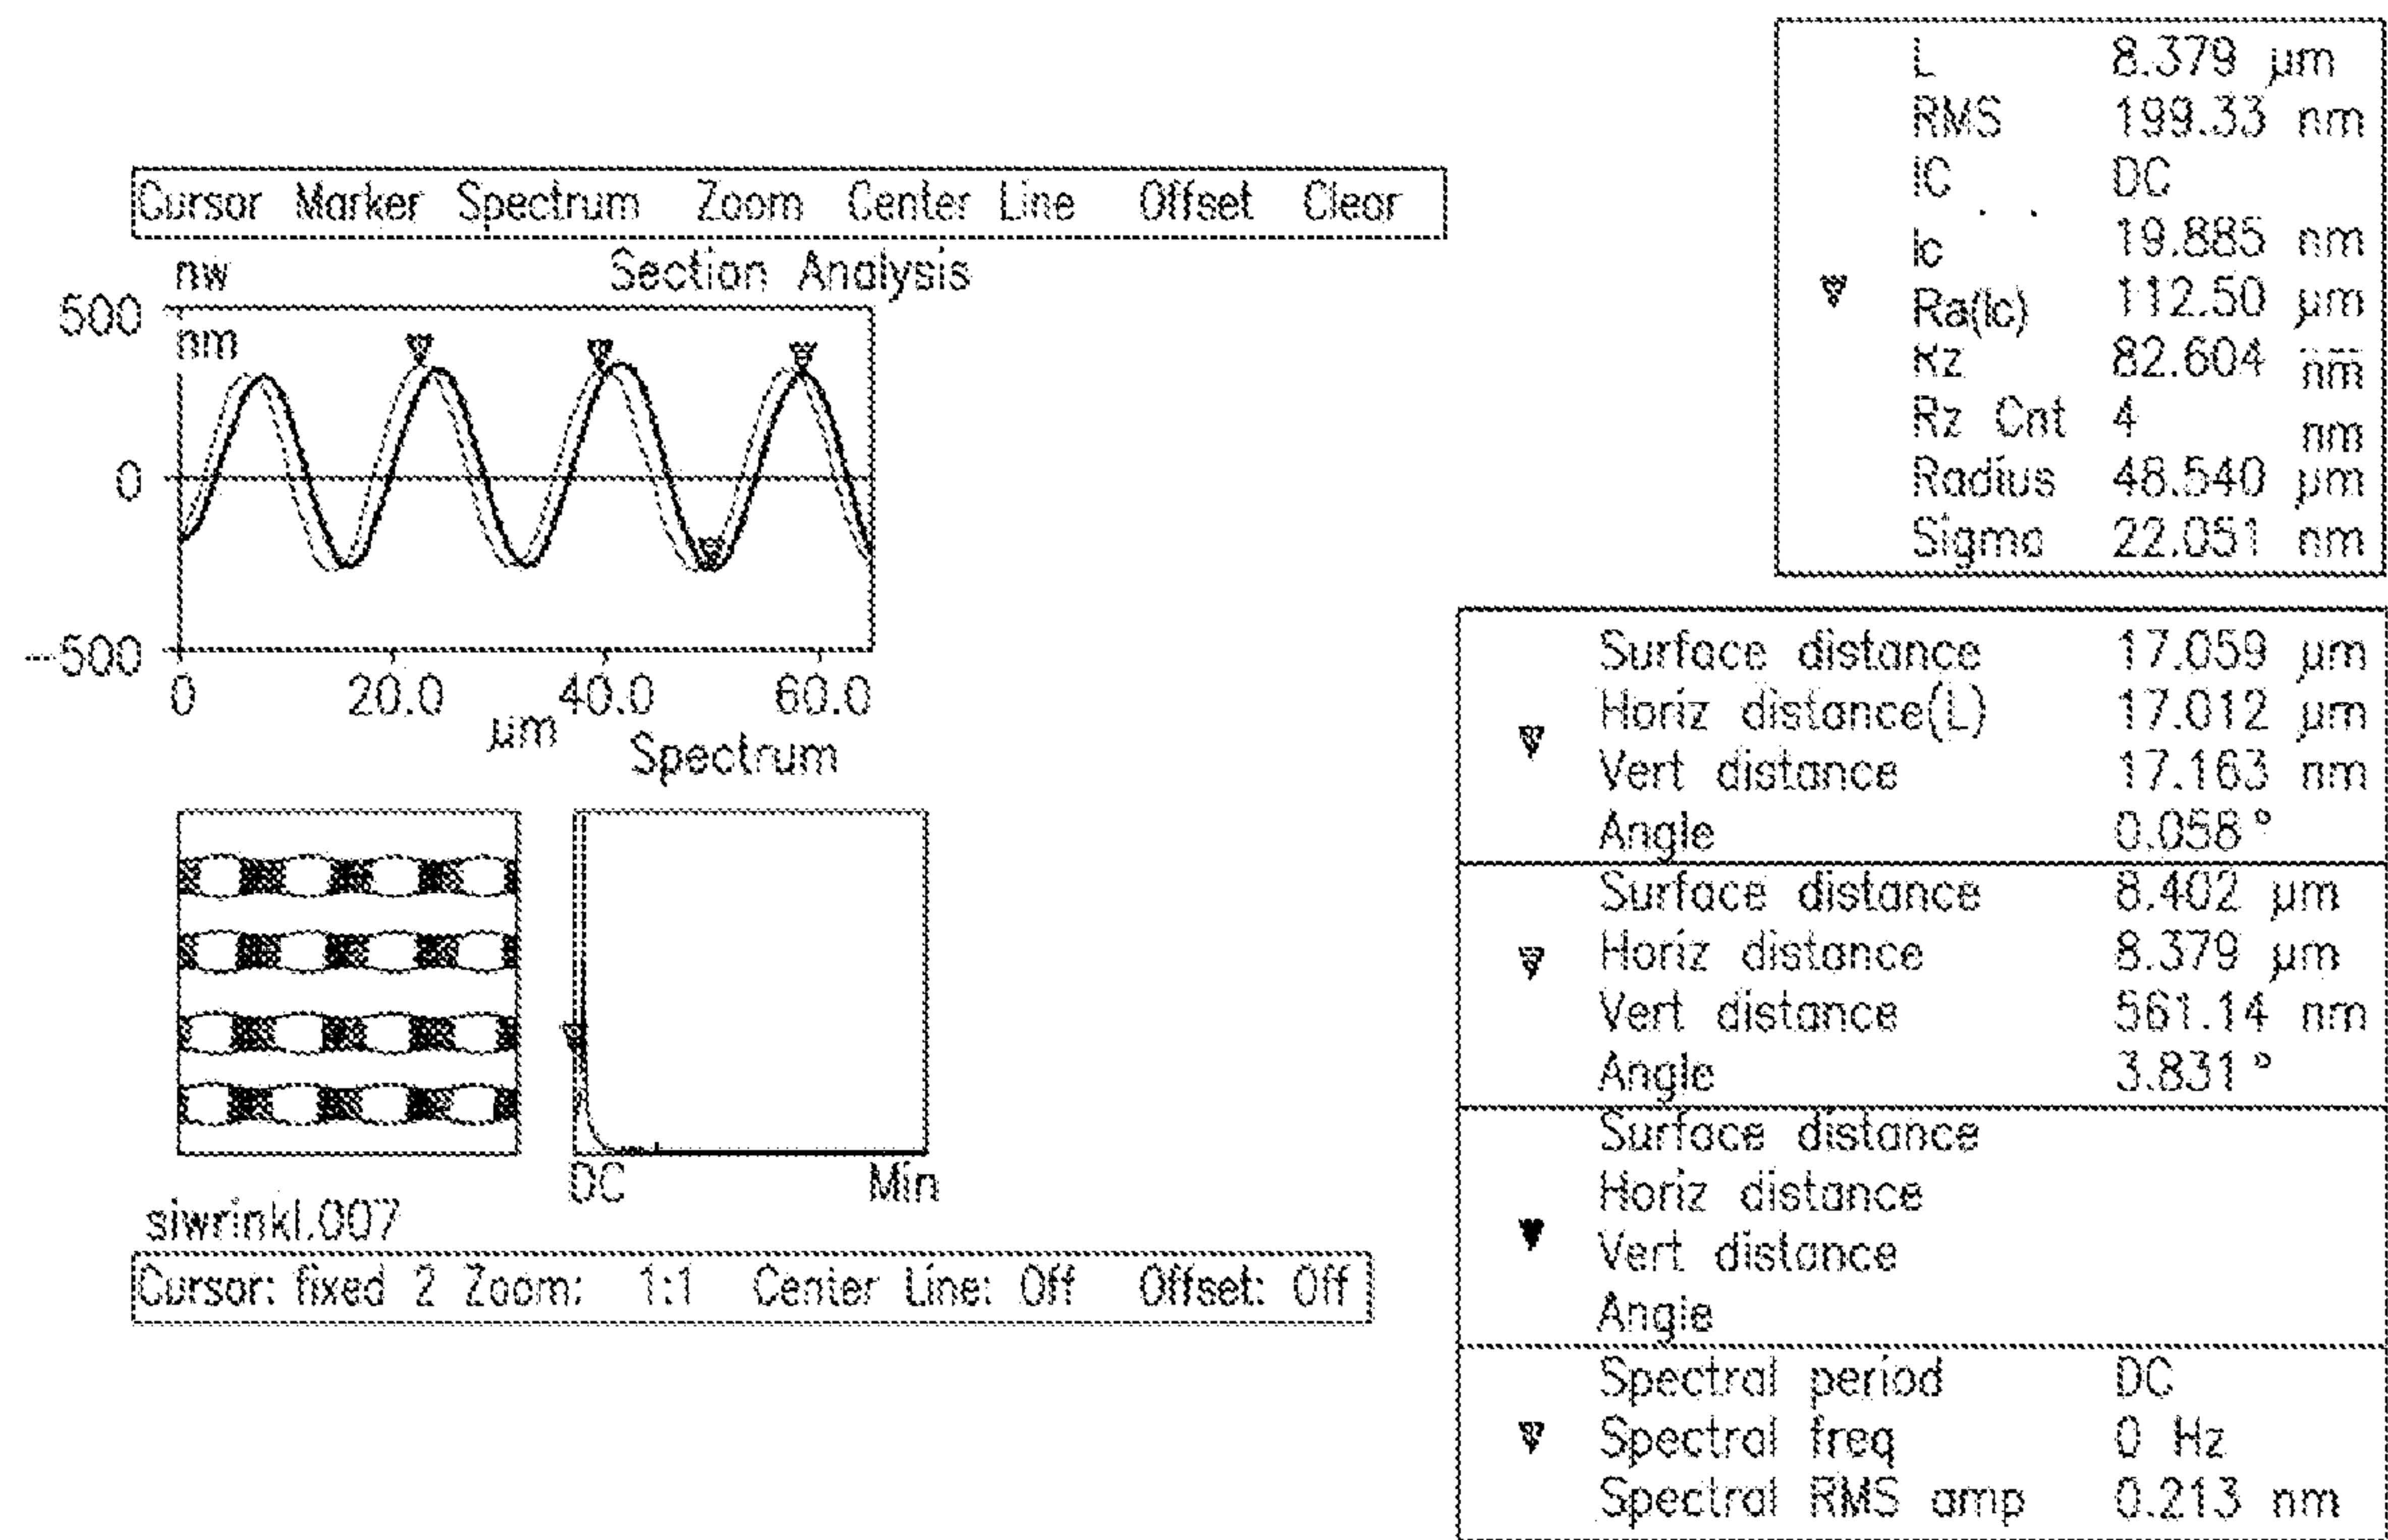 L 8.379 µm
RMS 199.33 nm
IC DC
lc 19.885 nm
Ra(lc) 112.50 µm
Rz 82.604 nm
Rz Cnt 4 nm
Radius 48.540 µm
Sigma 22.051 nm
Cursor Marker Spectrum Zoom Center Line Offset Clear
nw Section Analysis
500
nm
0
-500
0 20.0 40.0 60.0
µm
Spectrum
DC Min
siwrinkl.007
Cursor: fixed 2 Zoom: 1:1 Center Line: Off Offset: Off
Surface distance 17.059 µm
Horiz distance(L) 17.012 µm
Vert distance 17.163 nm
Angle 0.058°
Surface distance 8.402 µm
Horiz distance 8.379 µm
Vert distance 561.14 nm
Angle 3.831°
Surface distance
Horiz distance
Vert distance
Angle
Spectral period DC
Spectral freq 0 Hz
Spectral RMS amp 0.213 nm